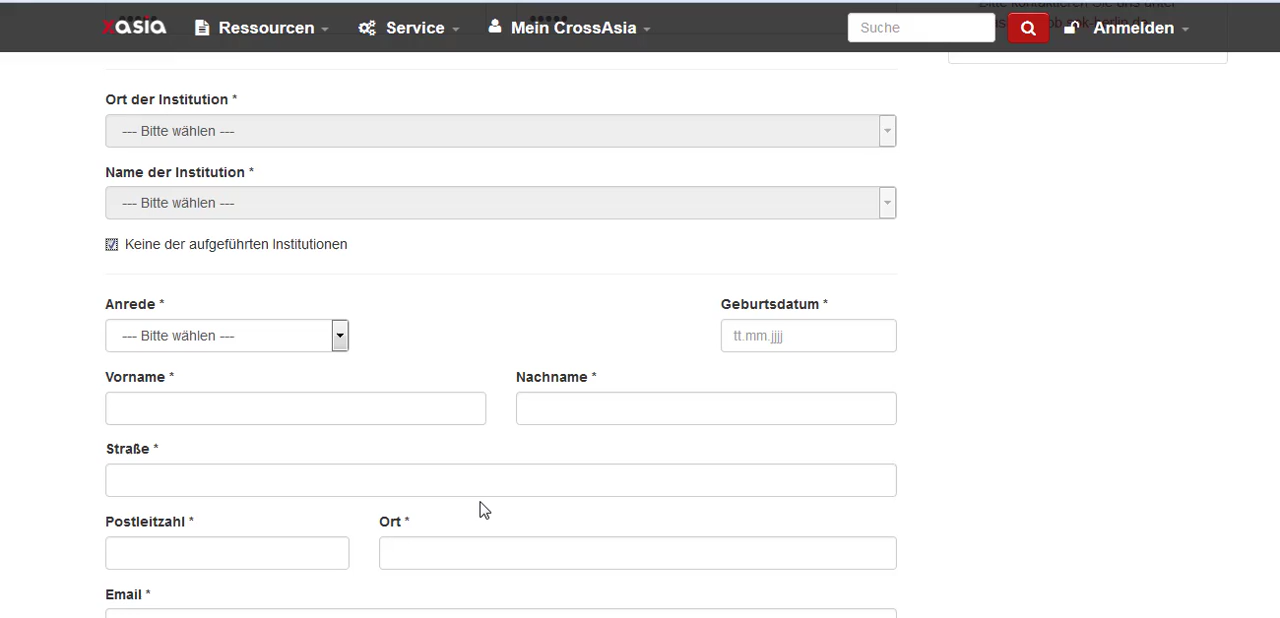 xasia Ressourcen Service Mein CrossAsia Suche Anmelden
Ort der Institution *
--- Bitte wählen ---
Name der Institution *
--- Bitte wählen ---
Keine der aufgeführten Institutionen
Anrede * Geburtsdatum *
--- Bitte wählen --- tt.mm.jjjj
Vorname * Nachname *
Straße *
Postleitzahl * Ort *
Email *